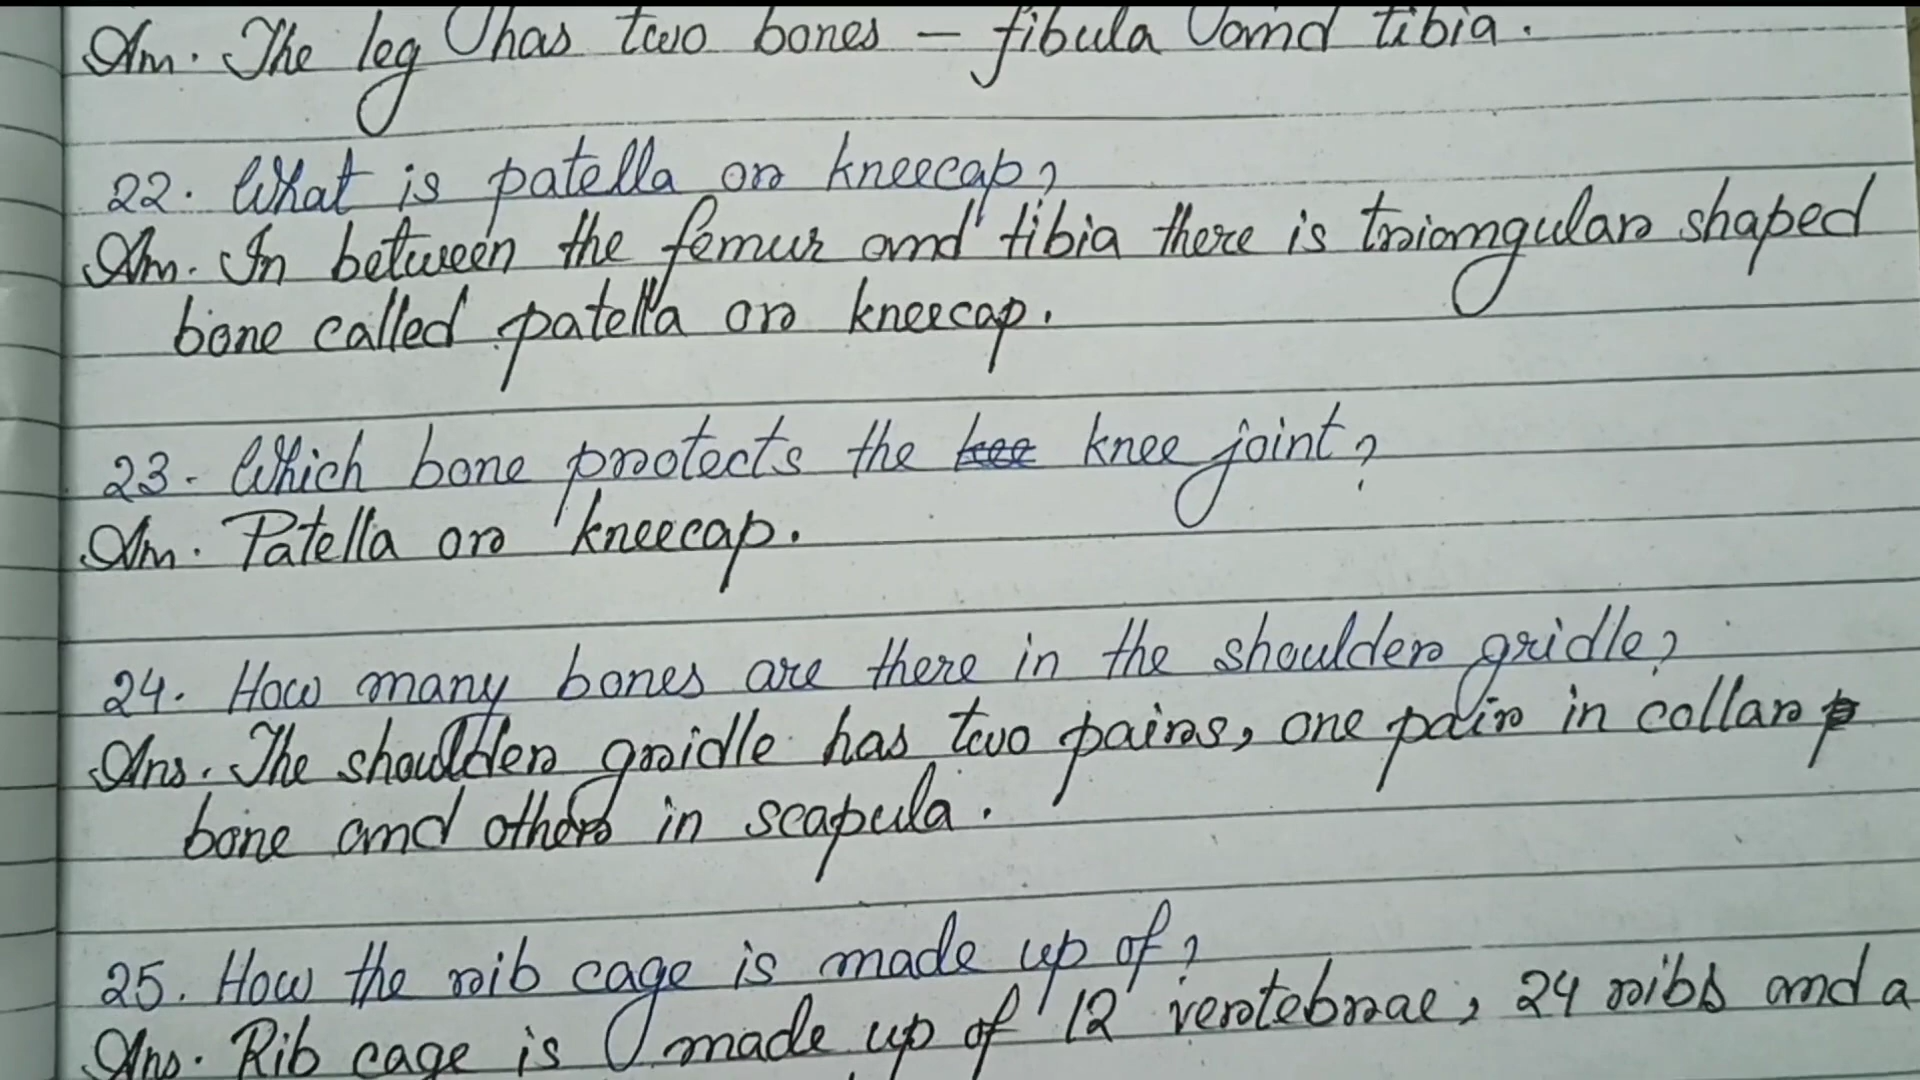 Ans. The leg has two bones – fibula and tibia.
22. What is patella or kneecap?
Ans. In between the femur and tibia there is triangular shaped
bone called patella or kneecap.
23. Which bone protects the kee knee joint?
Ans. Patella or kneecap.
24. How many bones are there in the shoulder gridle?
Ans. The shoulder gridle has two pairs, one pair in collar p
bone and others in scapula.
25. How the rib cage is made up of?
Ans. Rib cage is made up of 12 vertebrae, 24 ribs and a